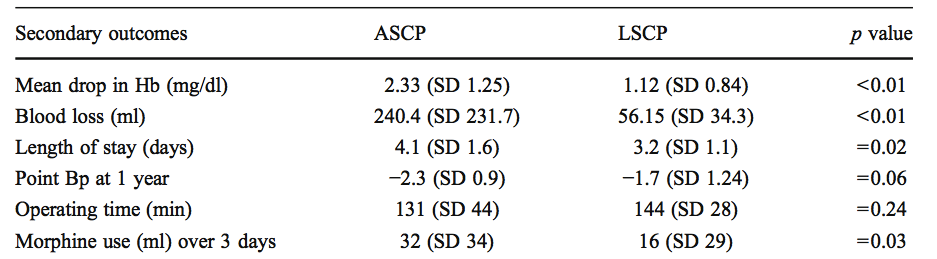 Secondary outcomes ASCP LSCP p value
Mean drop in Hb (mg/dl) 2.33 (SD 1.25) 1.12 (SD 0.84) <0.01
Blood loss (ml) 240.4 (SD 231.7) 56.15 (SD 34.3) <0.01
Length of stay (days) 4.1 (SD 1.6) 3.2 (SD 1.1) =0.02
Point Bp at 1 year −2.3 (SD 0.9) −1.7 (SD 1.24) =0.06
Operating time (min) 131 (SD 44) 144 (SD 28) =0.24
Morphine use (ml) over 3 days 32 (SD 34) 16 (SD 29) =0.03